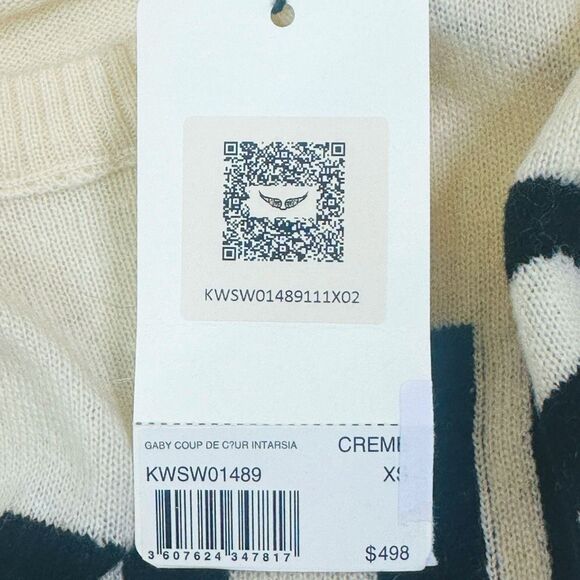 KWSW01489111X02
GABY COUP DE C?UR INTARSIA CREME
KWSW01489 XS
3 607624 347817 $498